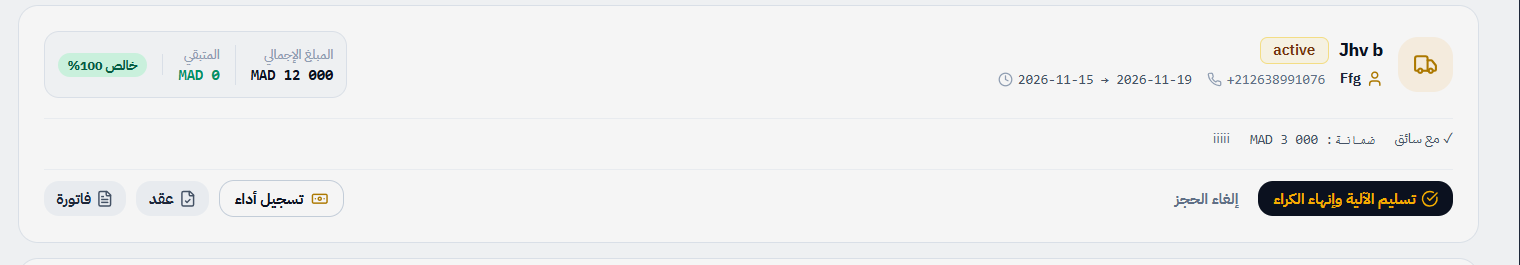 Jhv b active
Ffg +212638991076 2026-11-15 → 2026-11-19
المبلغ الإجمالي
MAD 12 000
المتبقي
MAD 0
خالص 100%
✓ مع سائق
ضمانة: MAD 3 000
iiiii
تسليم الآلية وإنهاء الكراء
إلغاء الحجز
تسجيل أداء
عقد
فاتورة